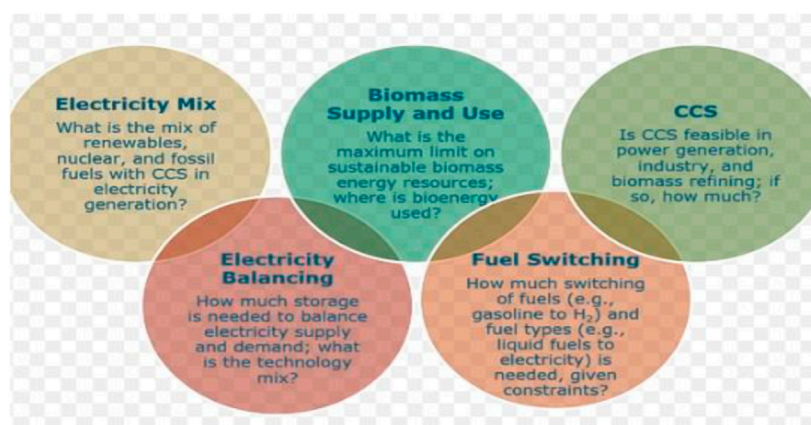 Electricity Mix
What is the mix of
renewables,
nuclear, and fossil
fuels with CCS in
electricity
generation?
Biomass
Supply and Use
What is the
maximum limit on
sustainable biomass
energy resources;
where is bioenergy
used?
CCS
Is CCS feasible in
power generation,
industry, and
biomass refining; if
so, how much?
Electricity
Balancing
How much storage
is needed to balance
electricity supply
and demand; what
is the technology
mix?
Fuel Switching
How much switching
of fuels (e.g.,
gasoline to H₂) and
fuel types (e.g.,
liquid fuels to
electricity) is
needed, given
constraints?